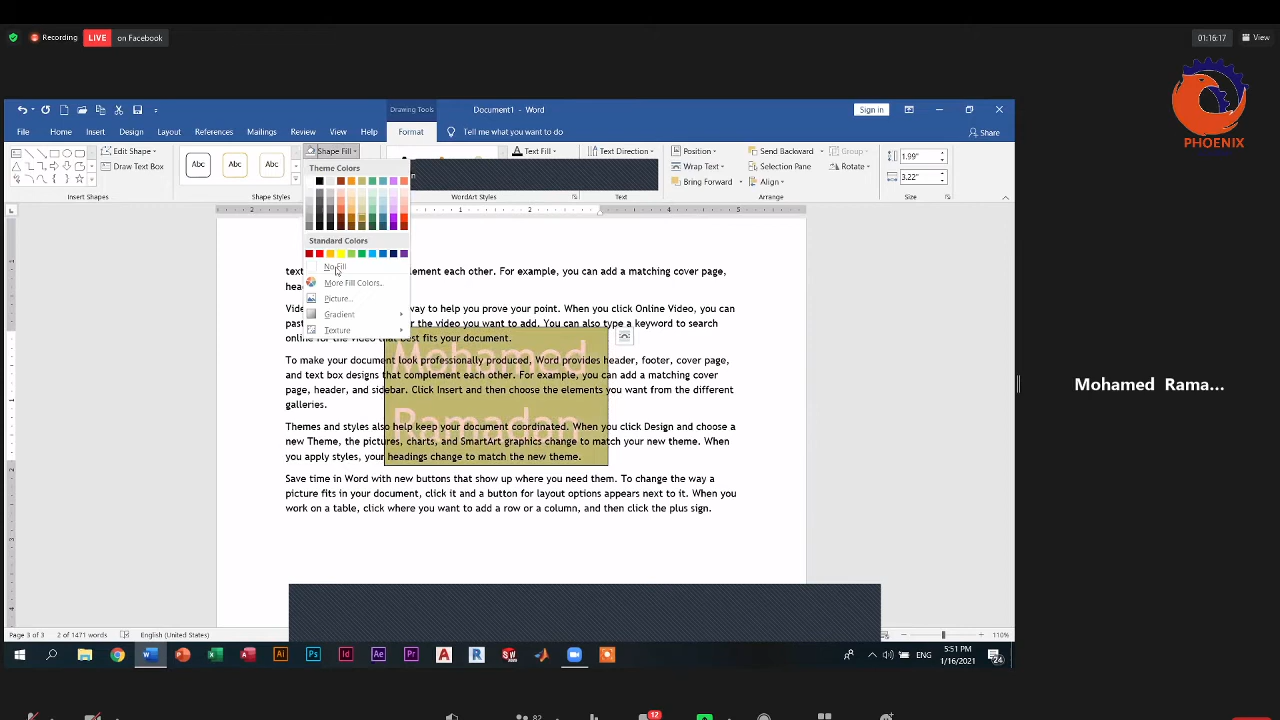 Recording
LIVE
on Facebook
01:16:17
View
PHOENIX
Drawing Tools
Document1 - Word
Sign in
File
Home
Insert
Design
Layout
References
Mailings
Review
View
Help
Format
Tell me what you want to do
Share
Edit Shape
Draw Text Box
Insert Shapes
Abc
Abc
Abc
Shape Styles
Shape Fill
Theme Colors
Standard Colors
No Fill
More Fill Colors...
Picture...
Gradient
Texture
Text Fill
WordArt Styles
Text Direction
Text
Position
Wrap Text
Bring Forward
Send Backward
Selection Pane
Align
Group
Rotate
Arrange
1.99"
3.22"
Size
text
ement each other. For example, you can add a matching cover page,
Video
way to help you prove your point. When you click Online Video, you can
r the video you want to add. You can also type a keyword to search
online for the video that best fits your document.
To make your document look professionally produced, Word provides header, footer, cover page,
and text box designs that complement each other. For example, you can add a matching cover
page, header, and sidebar. Click Insert and then choose the elements you want from the different
galleries.
Themes and styles also help keep your document coordinated. When you click Design and choose a
new Theme, the pictures, charts, and SmartArt graphics change to match your new theme. When
you apply styles, your headings change to match the new theme.
Save time in Word with new buttons that show up where you need them. To change the way a
picture fits in your document, click it and a button for layout options appears next to it. When you
work on a table, click where you want to add a row or a column, and then click the plus sign.
Mohamed
Ramadan
Mohamed Rama...
Page 3 of 3
2 of 1471 words
English (United States)
110%
Ai
Ps
Id
Ae
Pr
ENG
5:51 PM
1/16/2021
24
12
82